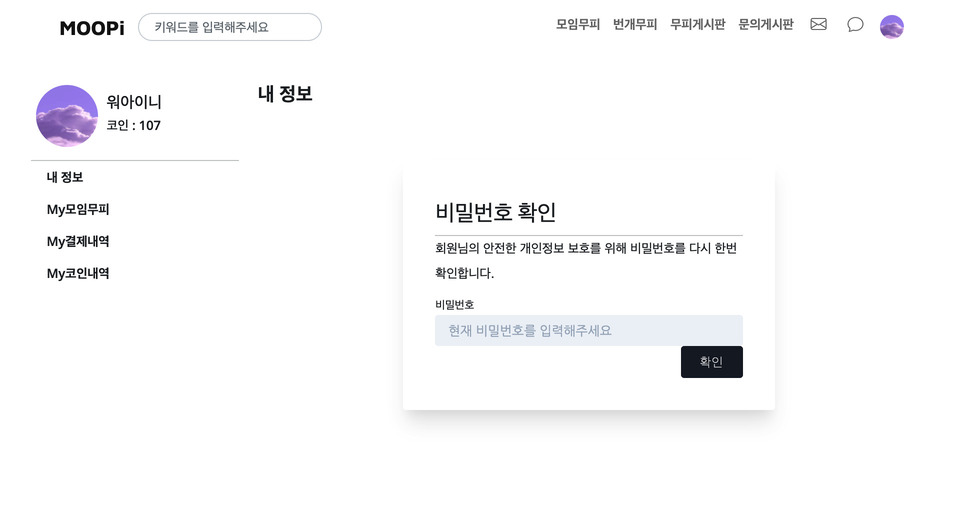 MOOPi
키워드를 입력해주세요
모임무피 번개무피 무피게시판 문의게시판
워아이니
코인 : 107
내 정보
My모임무피
My결제내역
My코인내역
내 정보
비밀번호 확인
회원님의 안전한 개인정보 보호를 위해 비밀번호를 다시 한번
확인합니다.
비밀번호
현재 비밀번호를 입력해주세요
확인